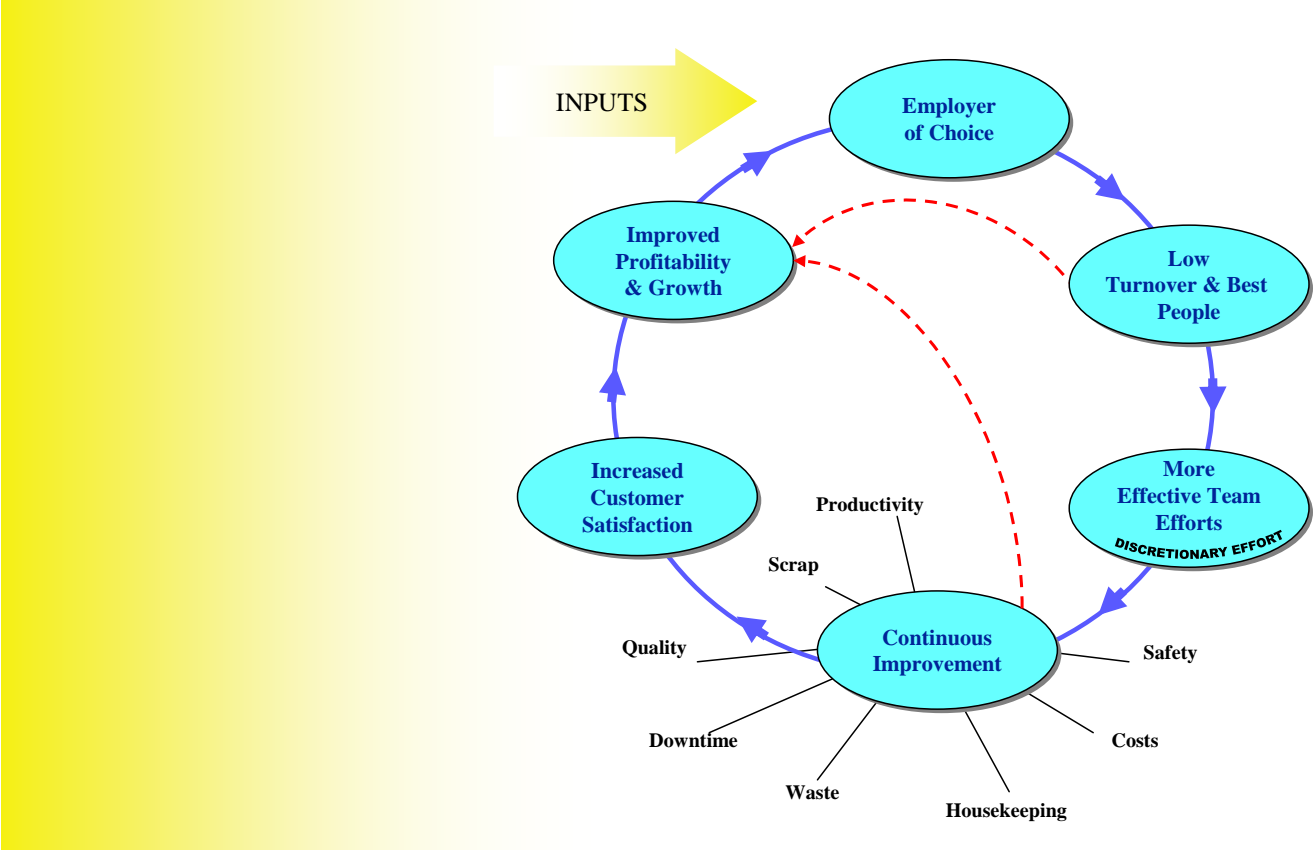 INPUTS
Employer
of Choice
Improved
Profitability
& Growth
Low
Turnover & Best
People
Increased
Customer
Satisfaction
More
Effective Team
Efforts
DISCRETIONARY EFFORT
Productivity
Scrap
Quality
Continuous
Improvement
Safety
Downtime
Costs
Waste
Housekeeping